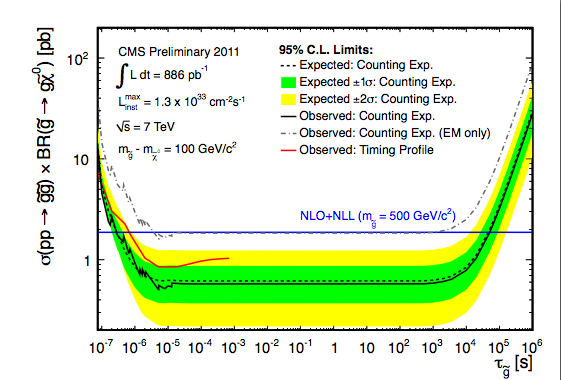 CMS Preliminary 2011
∫ L dt = 886 pb⁻¹
L_inst^max = 1.3 x 10³³ cm⁻²s⁻¹
√s = 7 TeV
m_g̃ - m_χ̃⁰ = 100 GeV/c²
95% C.L. Limits:
Expected: Counting Exp.
Expected ±1σ: Counting Exp.
Expected ±2σ: Counting Exp.
Observed: Counting Exp.
Observed: Counting Exp. (EM only)
Observed: Timing Profile
NLO+NLL (m_g̃ = 500 GeV/c²)
σ(pp → g̃g̃) × BR(g̃ → gχ̃⁰) [pb]
10²
10
1
10⁻⁷ 10⁻⁶ 10⁻⁵ 10⁻⁴ 10⁻³ 10⁻² 10⁻¹ 1 10 10² 10³ 10⁴ 10⁵ 10⁶
τ_g̃ [s]